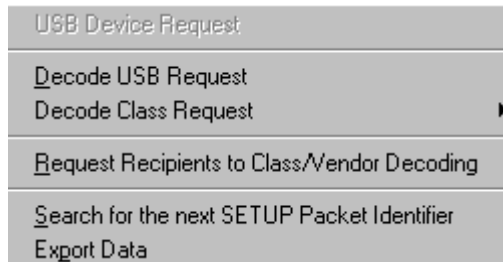 USB Device Request
Decode USB Request
Decode Class Request
Request Recipients to Class/Vendor Decoding
Search for the next SETUP Packet Identifier
Export Data